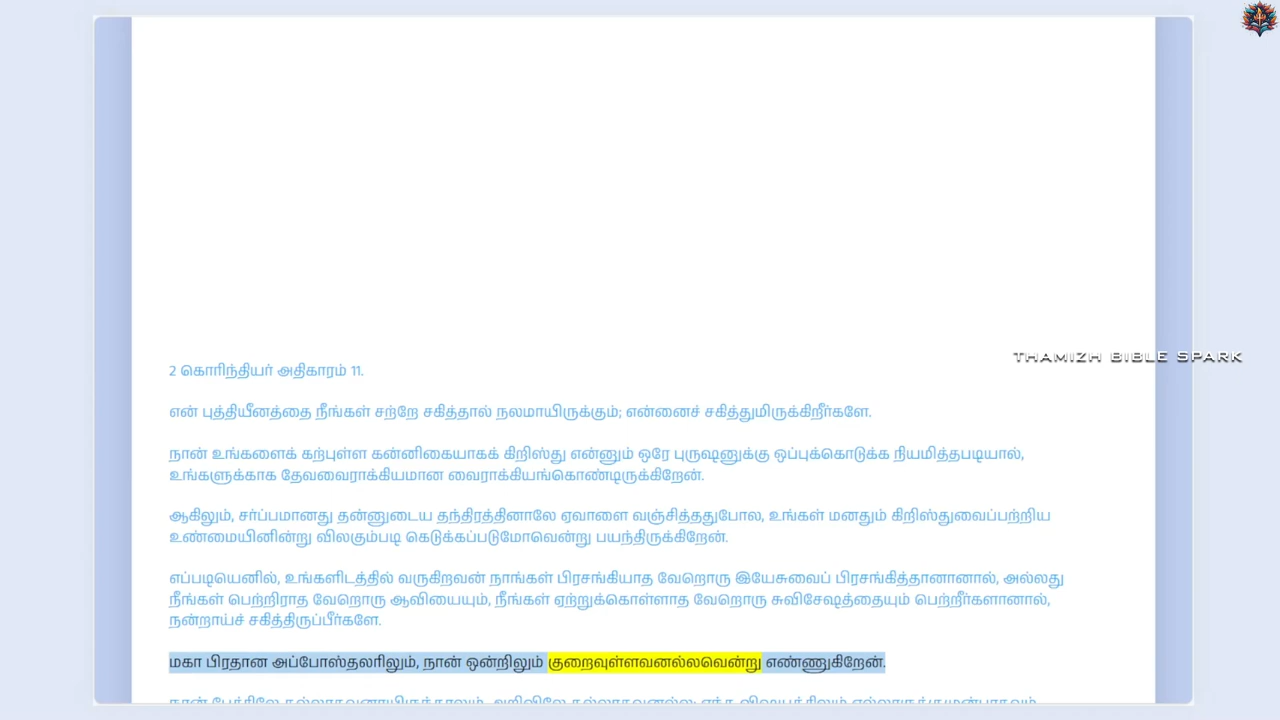 2 கொரிந்தியர் அதிகாரம் 11.
THAMIZH BIBLE SPARK
என் புத்தியீனத்தை நீங்கள் சற்றே சகித்தால் நலமாயிருக்கும்; என்னைச் சகித்துமிருக்கிறீர்களே.
நான் உங்களைக் கற்புள்ள கன்னிகையாகக் கிறிஸ்து என்னும் ஒரே புருஷனுக்கு ஒப்புக்கொடுக்க நியமித்தபடியால்,
உங்களுக்காக தேவவைராக்கியமான வைராக்கியங்கொண்டிருக்கிறேன்.
ஆகிலும், சர்ப்பமானது தன்னுடைய தந்திரத்தினாலே ஏவாளை வஞ்சித்ததுபோல, உங்கள் மனதும் கிறிஸ்துவைப்பற்றிய
உண்மையினின்று விலகும்படி கெடுக்கப்படுமோவென்று பயந்திருக்கிறேன்.
எப்படியெனில், உங்களிடத்தில் வருகிறவன் நாங்கள் பிரசங்கியாத வேறொரு இயேசுவைப் பிரசங்கித்தானானால், அல்லது
நீங்கள் பெற்றிராத வேறொரு ஆவியையும், நீங்கள் ஏற்றுக்கொள்ளாத வேறொரு சுவிசேஷத்தையும் பெற்றீர்களானால்,
நன்றாய்ச் சகித்திருப்பீர்களே.
மகா பிரதான அப்போஸ்தலரிலும், நான் ஒன்றிலும் குறைவுள்ளவனல்லவென்று எண்ணுகிறேன்.